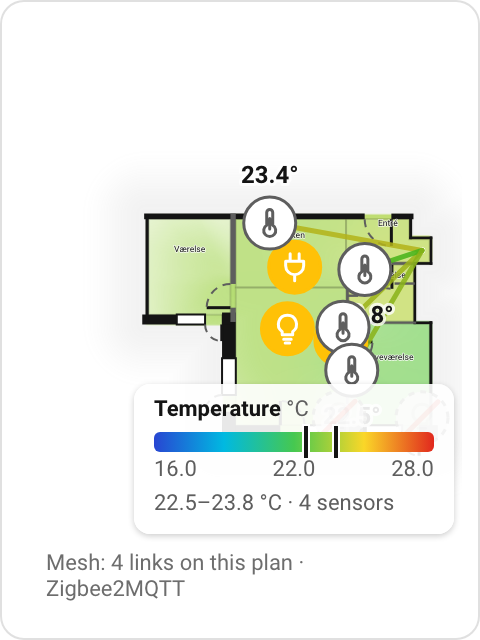 23.4°
Entré
Værelse
8°
Temperature °C
16.0 22.0 28.0
22.5–23.8 °C · 4 sensors
Mesh: 4 links on this plan ·
Zigbee2MQTT